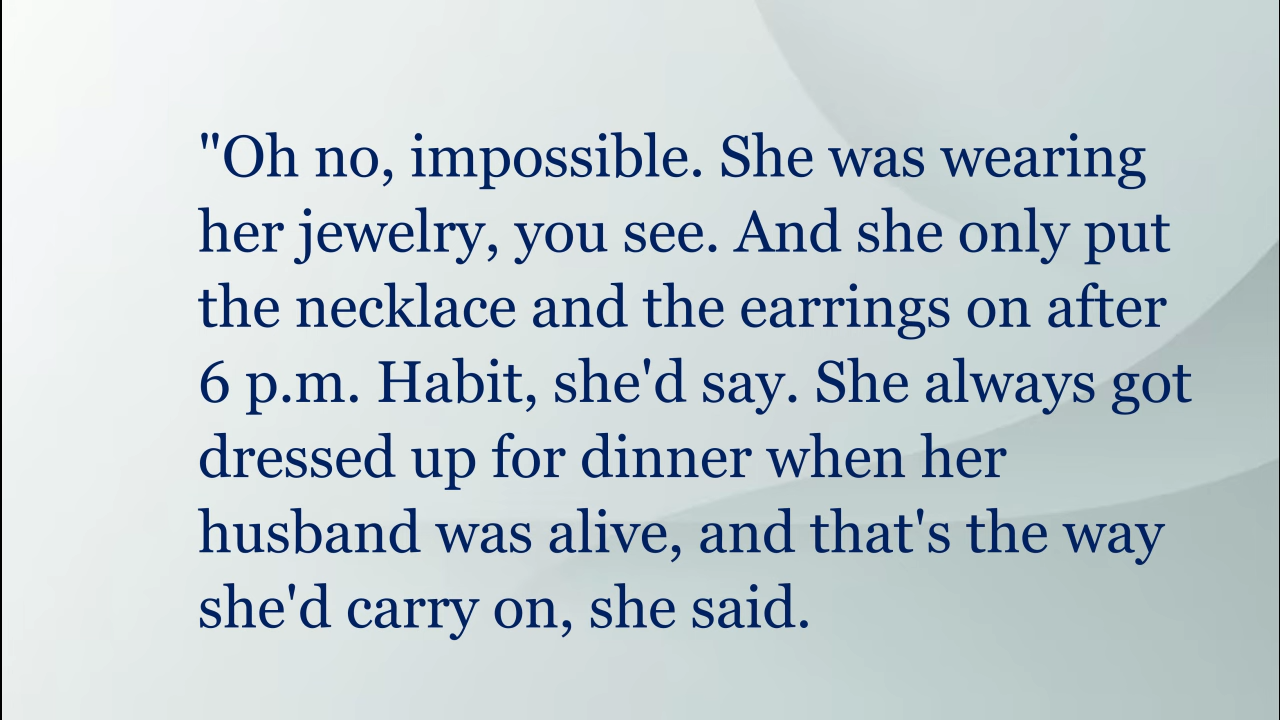 "Oh no, impossible. She was wearing
her jewelry, you see. And she only put
the necklace and the earrings on after
6 p.m. Habit, she'd say. She always got
dressed up for dinner when her
husband was alive, and that's the way
she'd carry on, she said.